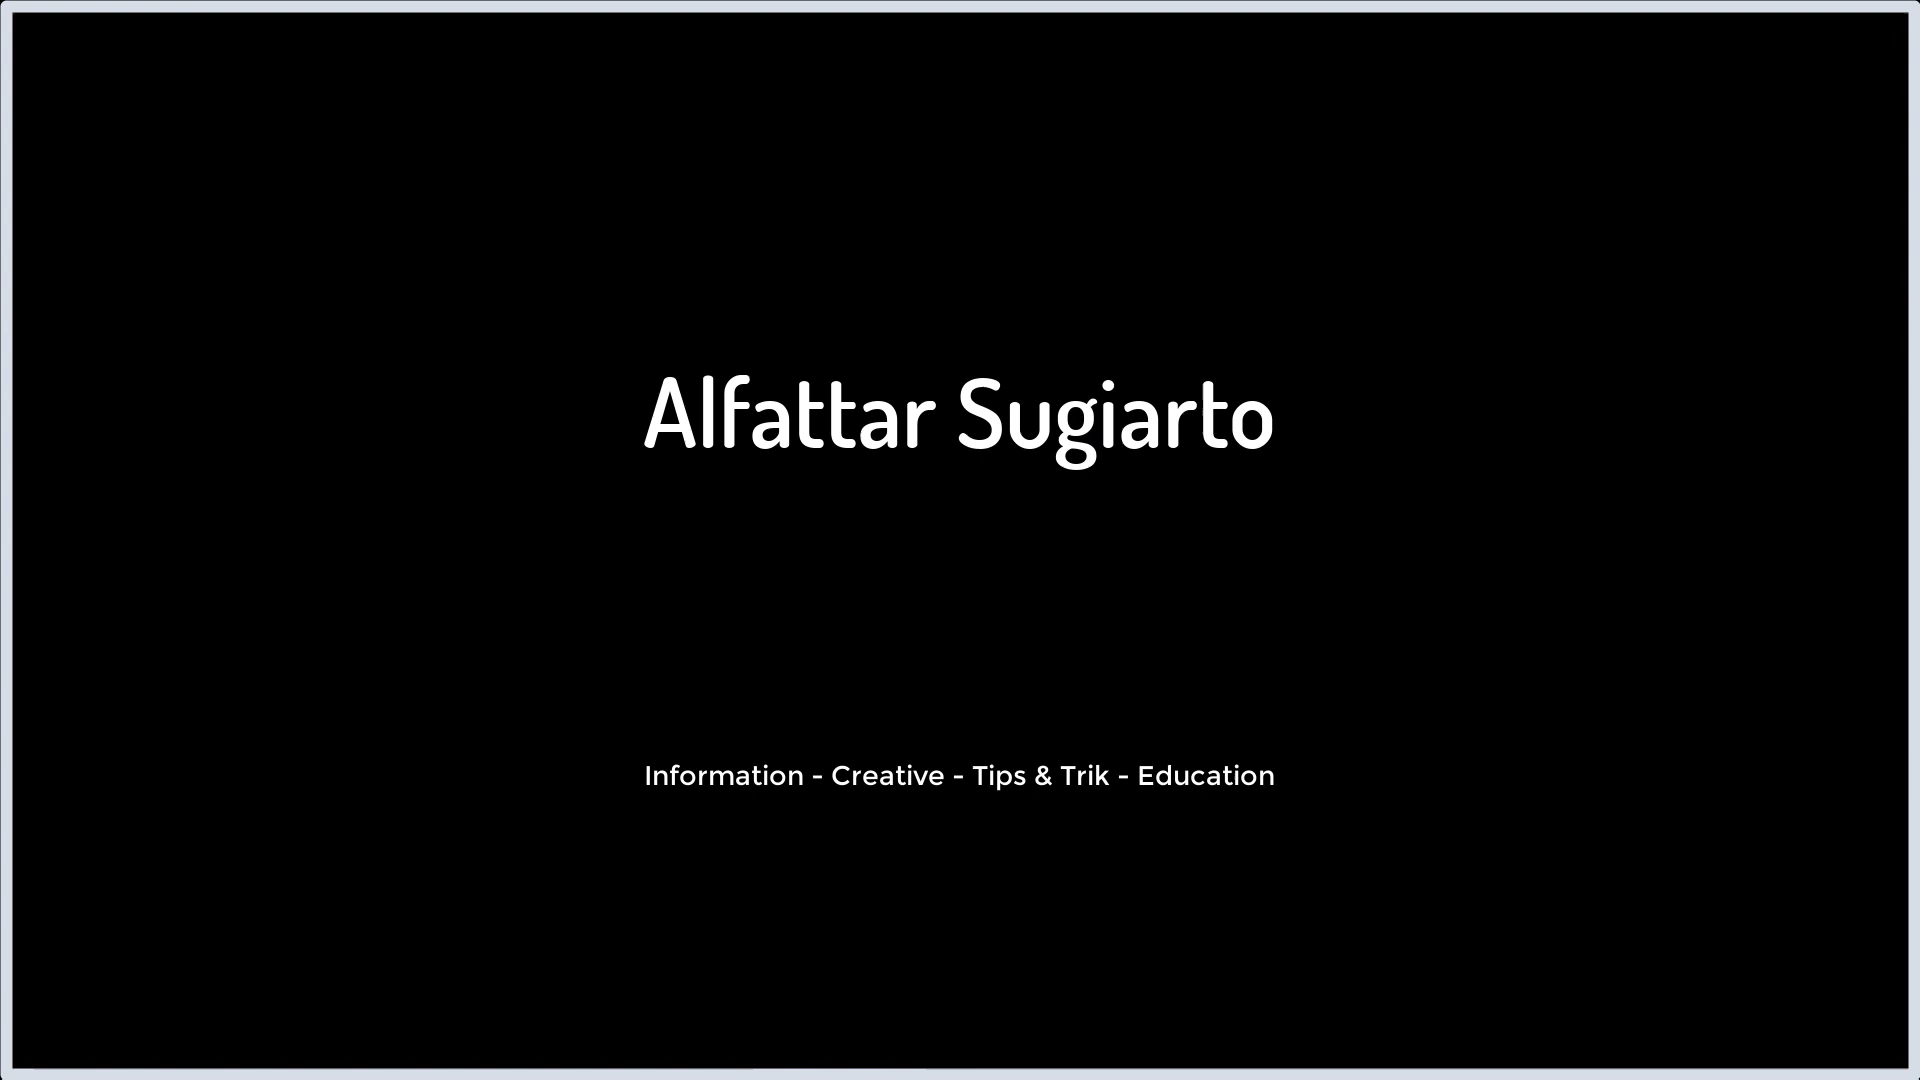 Alfattar Sugiarto
Information - Creative - Tips & Trik - Education